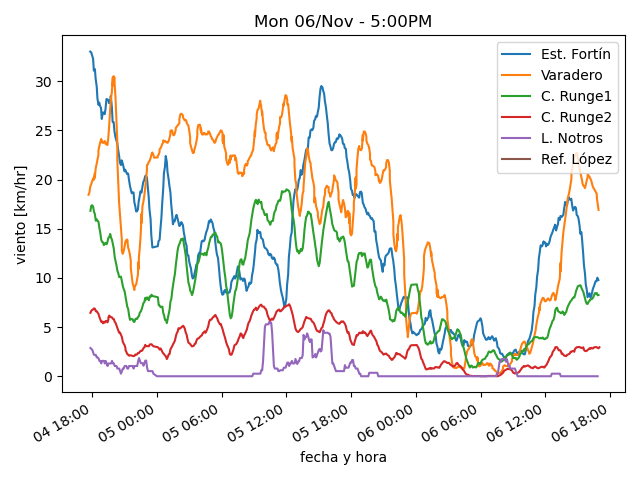 Mon 06/Nov - 5:00PM
Est. Fortín
Varadero
C. Runge1
C. Runge2
L. Notros
Ref. López
viento [km/hr]
30
25
20
15
10
5
0
04 18:00
05 00:00
05 06:00
05 12:00
05 18:00
06 00:00
06 06:00
06 12:00
06 18:00
fecha y hora